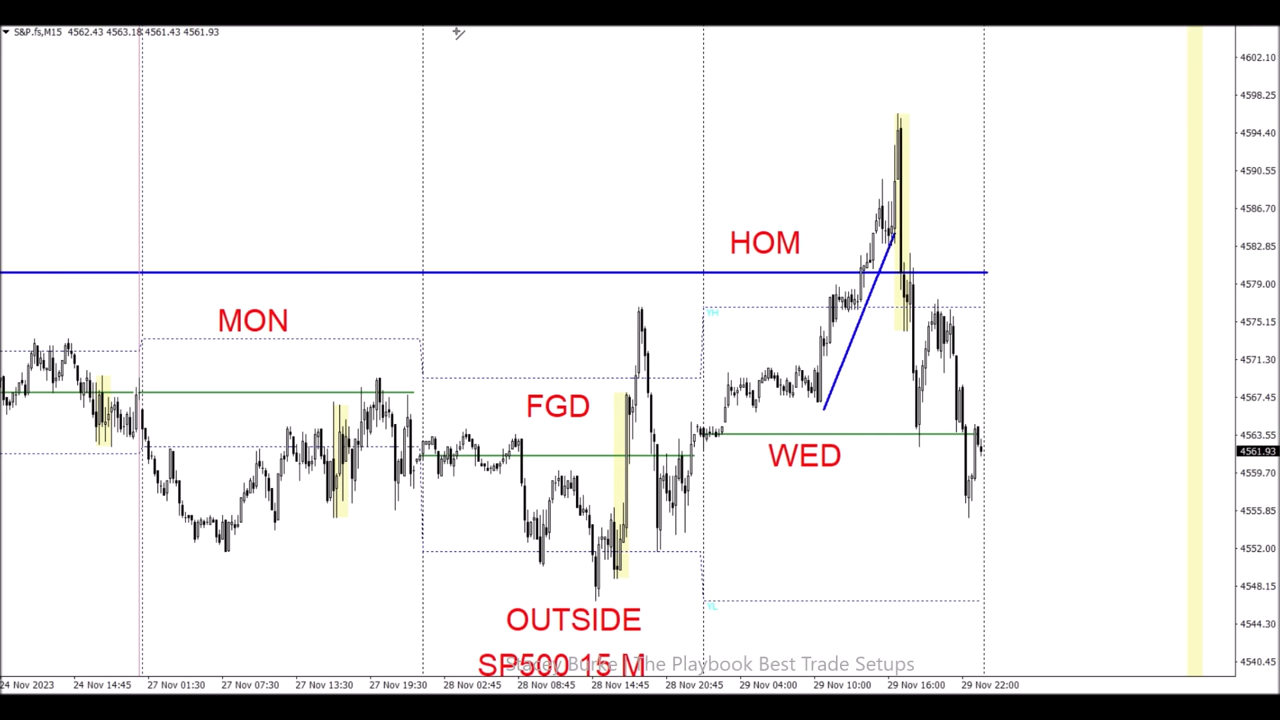 S&P.fs,M15 4562.43 4563.18 4561.43 4561.93
4602.10
4598.25
4594.40
4590.55
4586.70
4582.85
4579.00
4575.15
4571.30
4567.45
4563.55
4561.93
4559.70
4555.85
4552.00
4548.15
4544.30
4540.45
HOM
MON
YH
FGD
WED
YL
OUTSIDE
SP500 15 M
Stacey Burke | The Playbook Best Trade Setups
24 Nov 2023
24 Nov 14:45
27 Nov 01:30
27 Nov 07:30
27 Nov 13:30
27 Nov 19:30
28 Nov 02:45
28 Nov 08:45
28 Nov 14:45
28 Nov 20:45
29 Nov 04:00
29 Nov 10:00
29 Nov 16:00
29 Nov 22:00